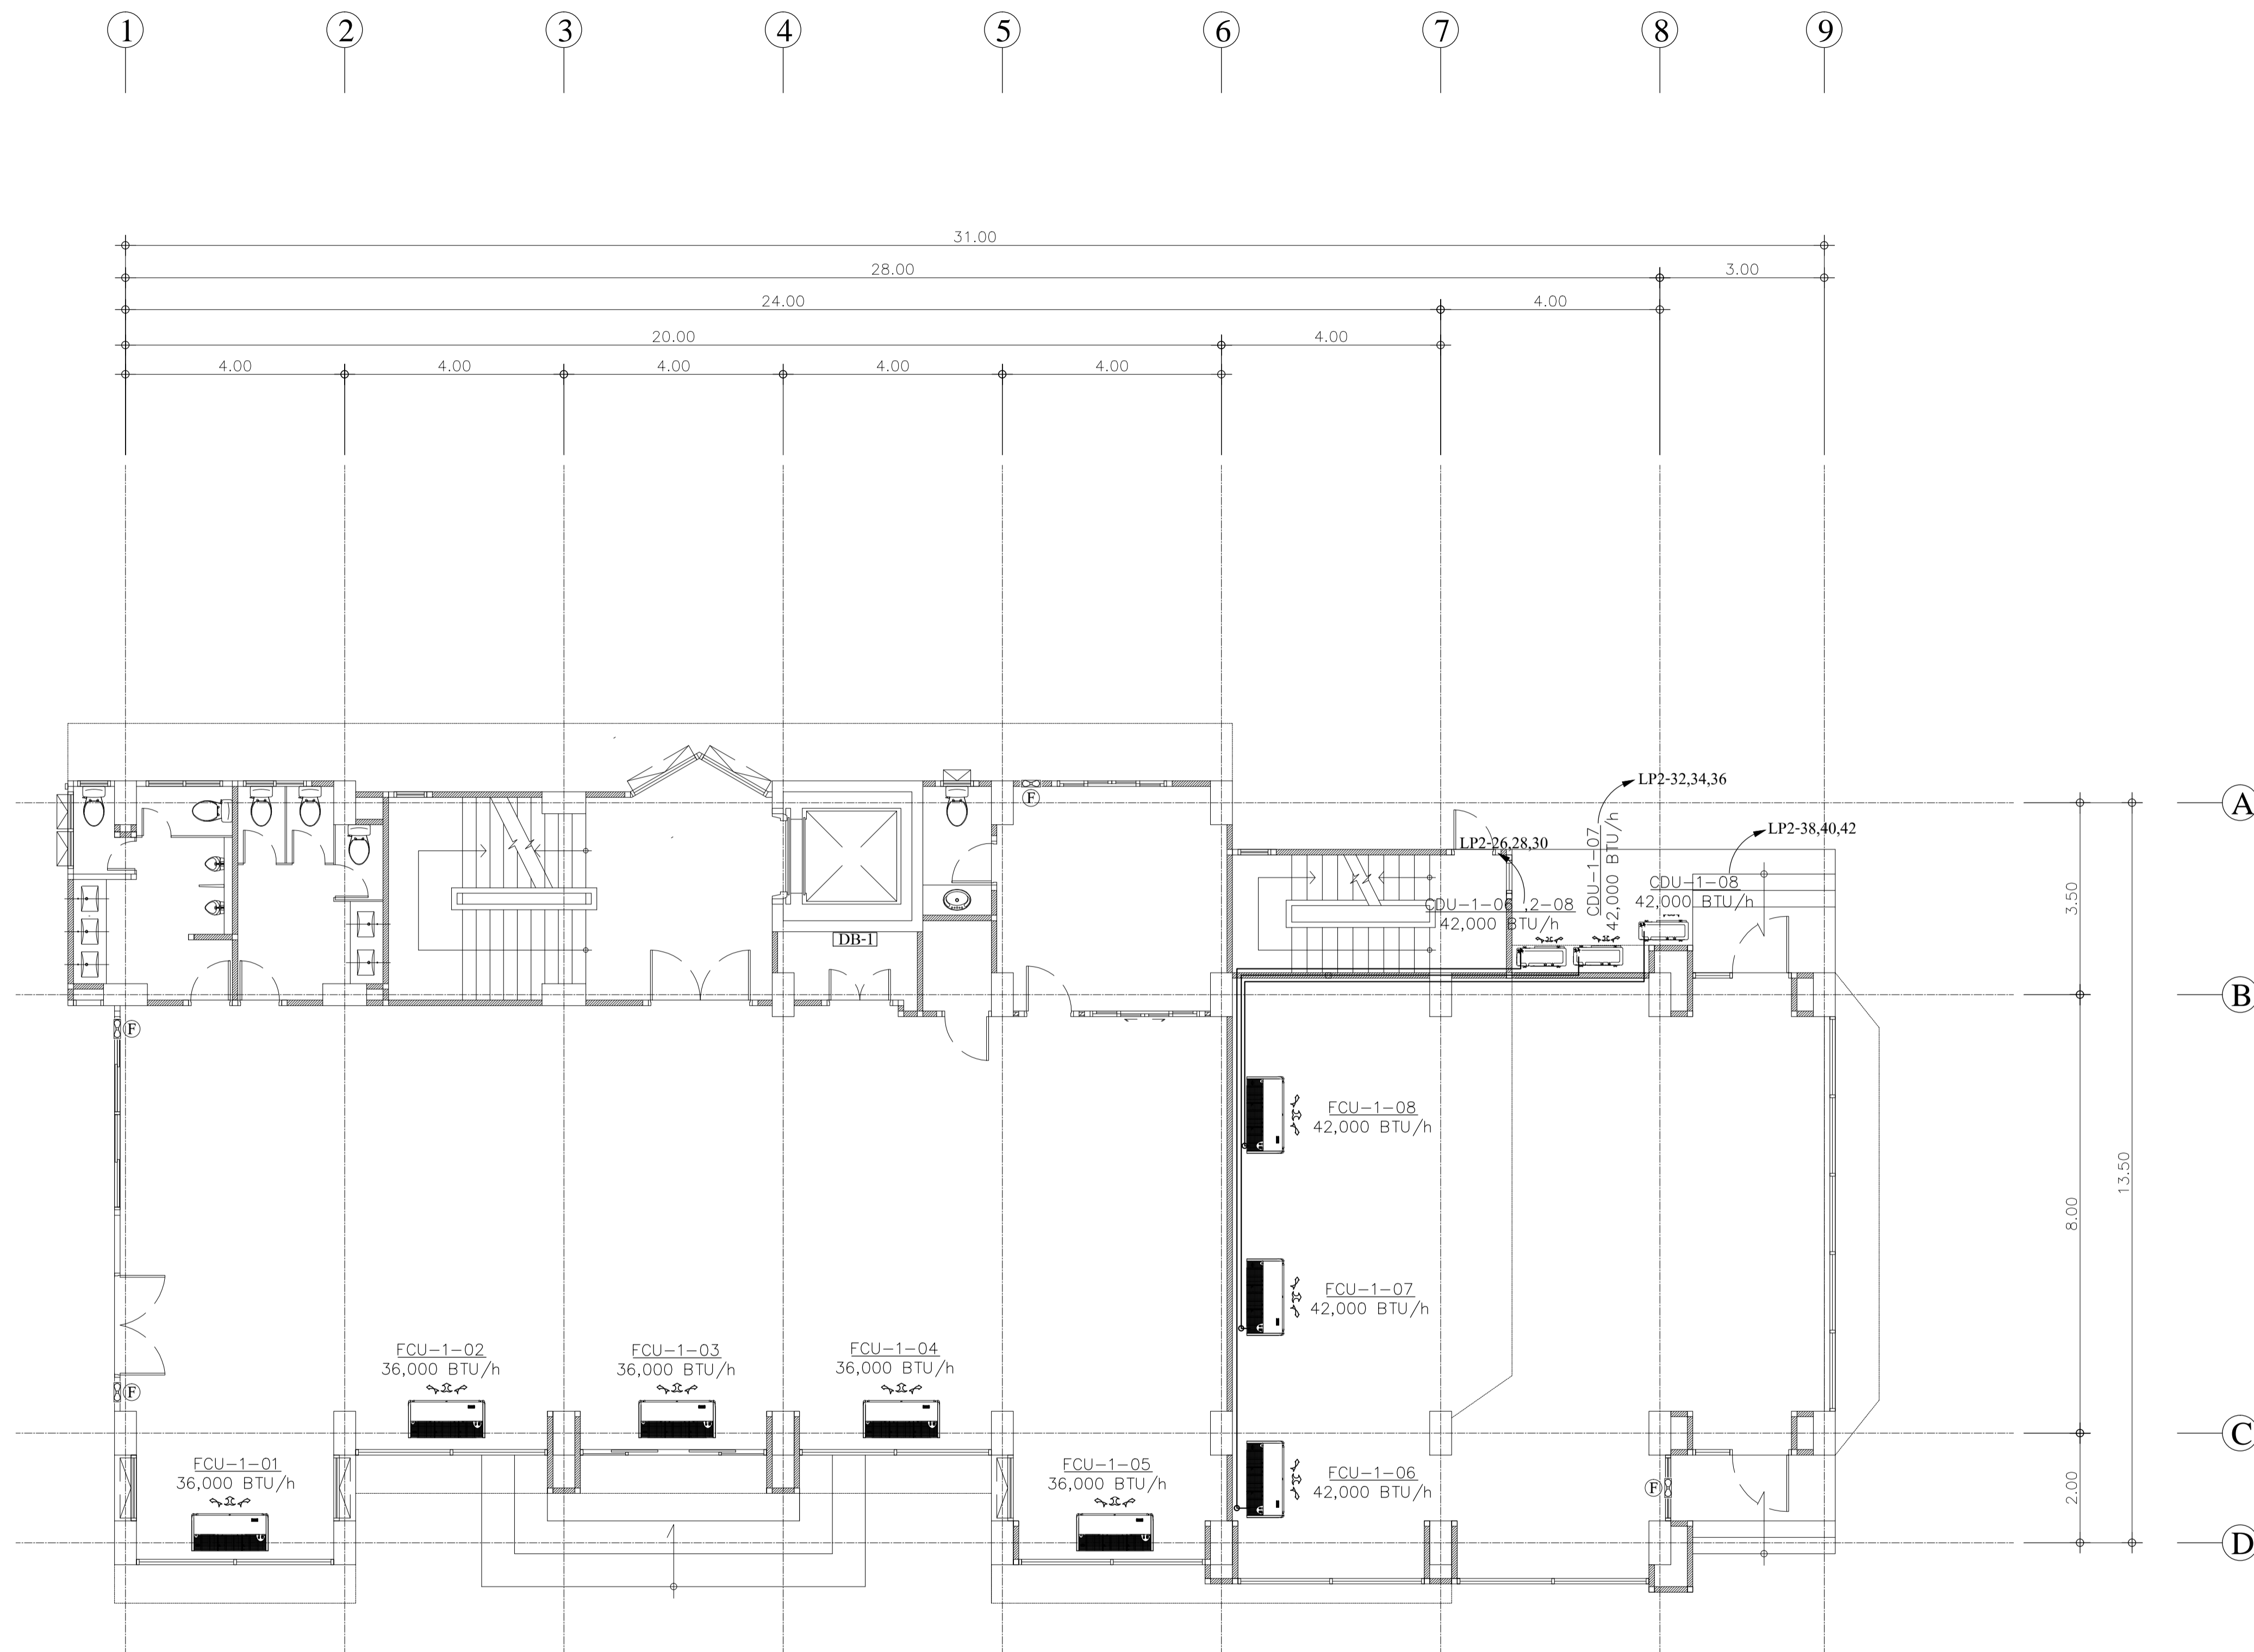 1 2 3 4 5 6 7 8 9
31.00
28.00 3.00
24.00 4.00
20.00 4.00
4.00 4.00 4.00 4.00 4.00
LP2-32,34,36
F
A
CDU-1-07
42,000 BTU/h
LP2-38,40,42
LP2-26,28,30
CDU-1-08
42,000 BTU/h
3.50
CDU-1-06 ,2-08
42,000 BTU/h
DB-1
B
F
FCU-1-08
42,000 BTU/h
13.50
8.00
FCU-1-07
42,000 BTU/h
FCU-1-02
36,000 BTU/h
FCU-1-03
36,000 BTU/h
FCU-1-04
36,000 BTU/h
F
C
FCU-1-01
36,000 BTU/h
FCU-1-05
36,000 BTU/h
FCU-1-06
42,000 BTU/h
F
2.00
D